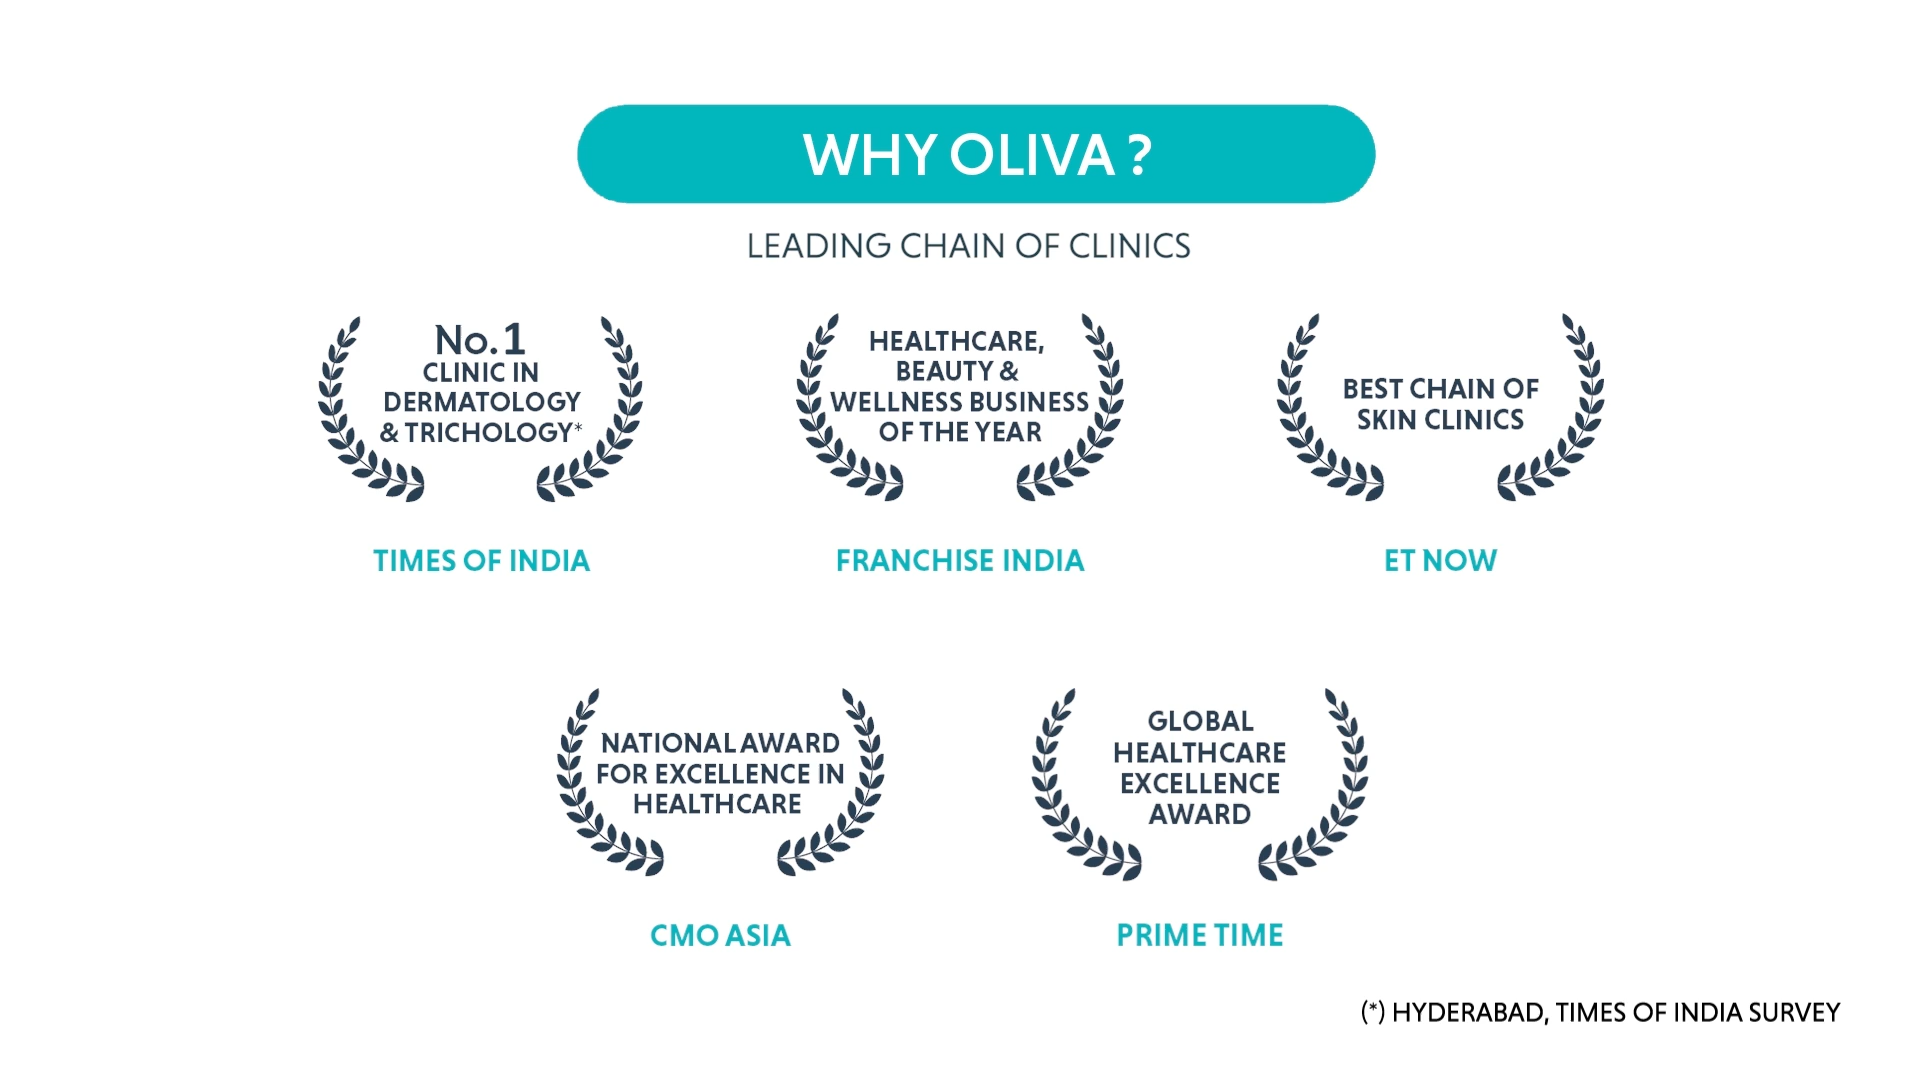 WHY OLIVA ?
LEADING CHAIN OF CLINICS
No.1
CLINIC IN
DERMATOLOGY
& TRICHOLOGY*
TIMES OF INDIA
HEALTHCARE,
BEAUTY &
WELLNESS BUSINESS
OF THE YEAR
FRANCHISE INDIA
BEST CHAIN OF
SKIN CLINICS
ET NOW
NATIONAL AWARD
FOR EXCELLENCE IN
HEALTHCARE
CMO ASIA
GLOBAL
HEALTHCARE
EXCELLENCE
AWARD
PRIME TIME
(*) HYDERABAD, TIMES OF INDIA SURVEY